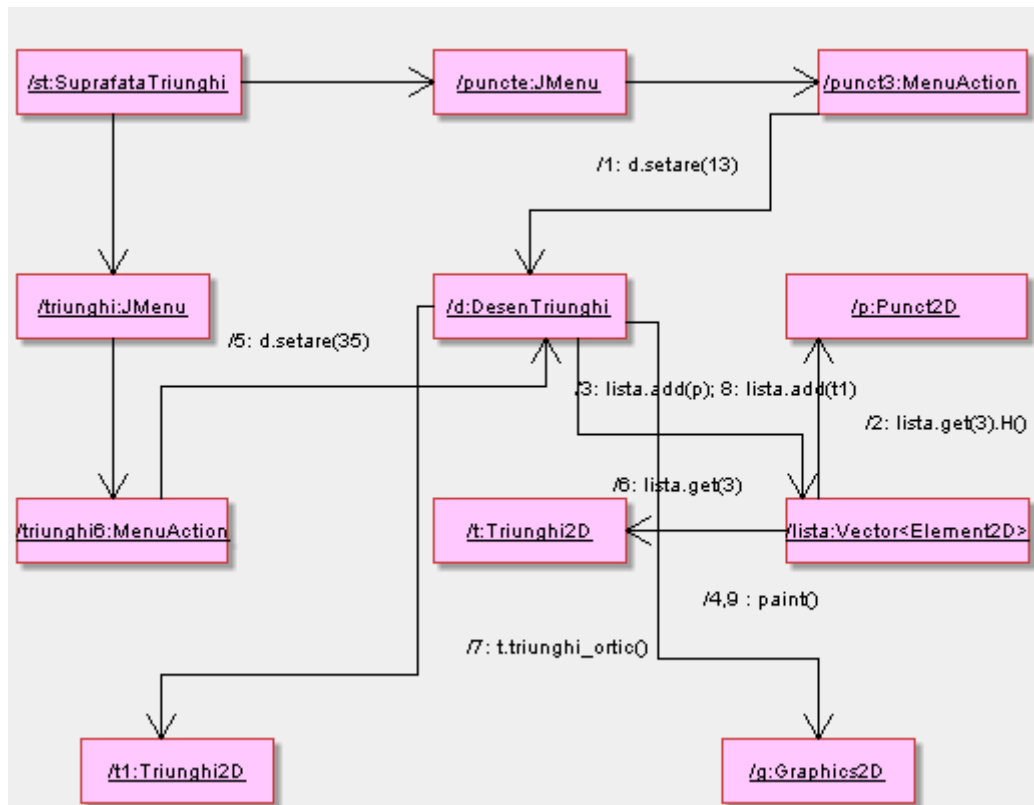 /st:SuprafataTriunghi
/puncte:JMenu
/punct3:MenuAction
/1: d.setare(13)
/triunghi:JMenu
/d:DesenTriunghi
/p:Punct2D
/5: d.setare(35)
/3: lista.add(p); 8: lista.add(t1)
/2: lista.get(3).H()
/6: lista.get(3)
/triunghi6:MenuAction
/t:Triunghi2D
/lista:Vector<Element2D>
/4,9 : paint()
/7: t.triunghi_ortic()
/t1:Triunghi2D
/g:Graphics2D